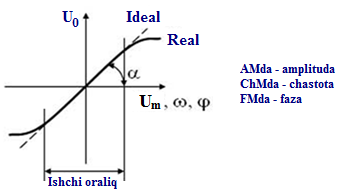 U₀
Ideal
Real
α
Uₘ, ω, φ
Ishchi oraliq
AMda - amplituda
ChMda - chastota
FMda - faza